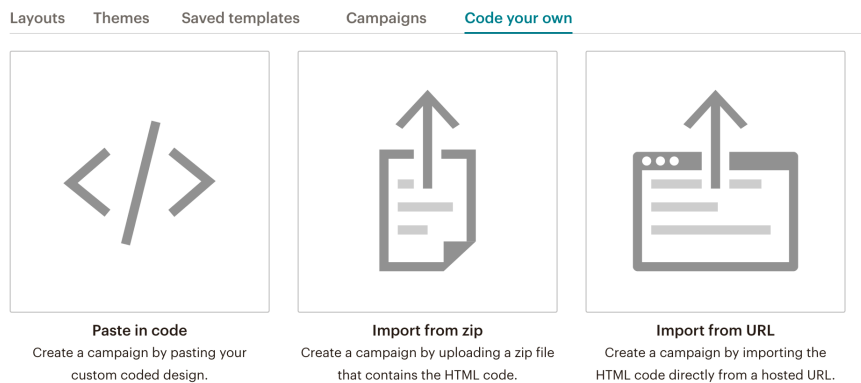 Layouts Themes Saved templates Campaigns Code your own
Paste in code
Create a campaign by pasting your
custom coded design.
Import from zip
Create a campaign by uploading a zip file
that contains the HTML code.
Import from URL
Create a campaign by importing the
HTML code directly from a hosted URL.